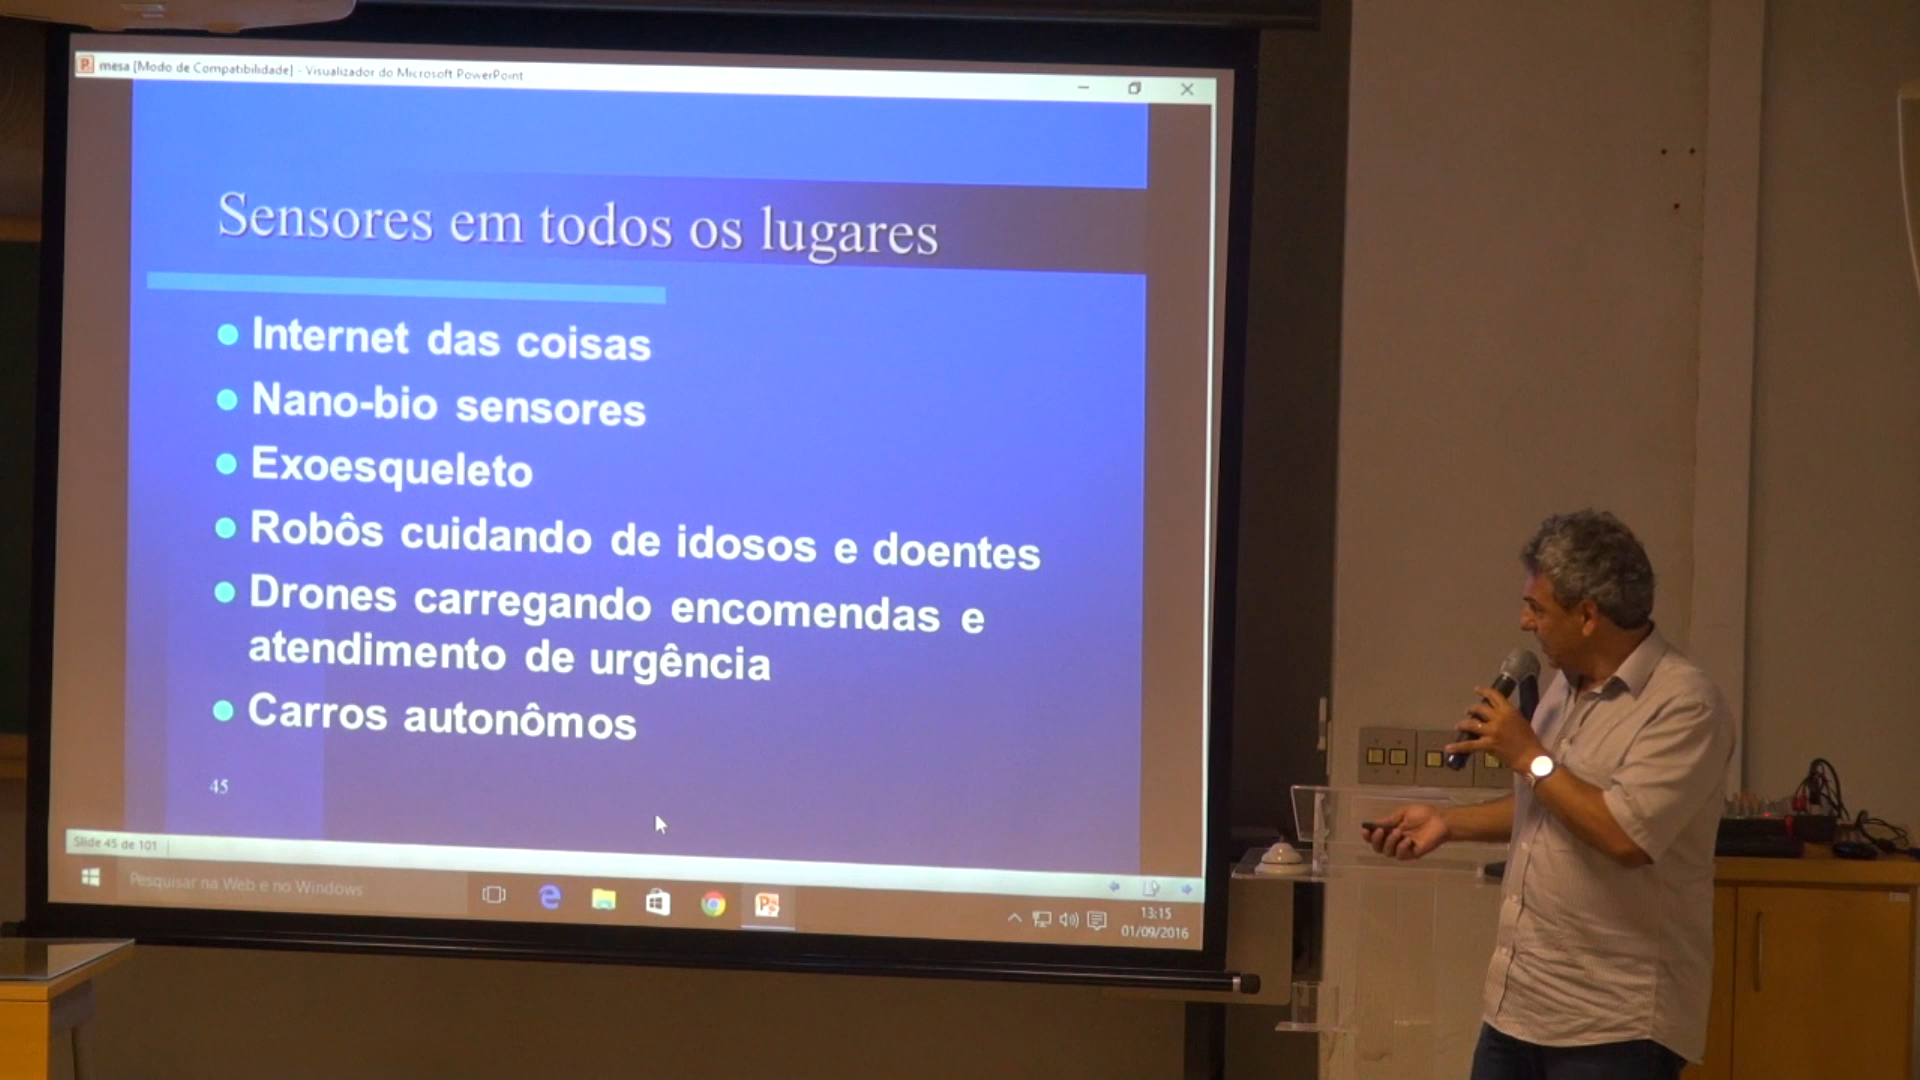 mesa [Modo de Compatibilidade] - Visualizador do Microsoft PowerPoint
Sensores em todos os lugares
Internet das coisas
Nano-bio sensores
Exoesqueleto
Robôs cuidando de idosos e doentes
Drones carregando encomendas e
atendimento de urgência
Carros autonômos
45
Slide 45 de 101
Pesquisar na Web e no Windows
13:15
01/09/2016